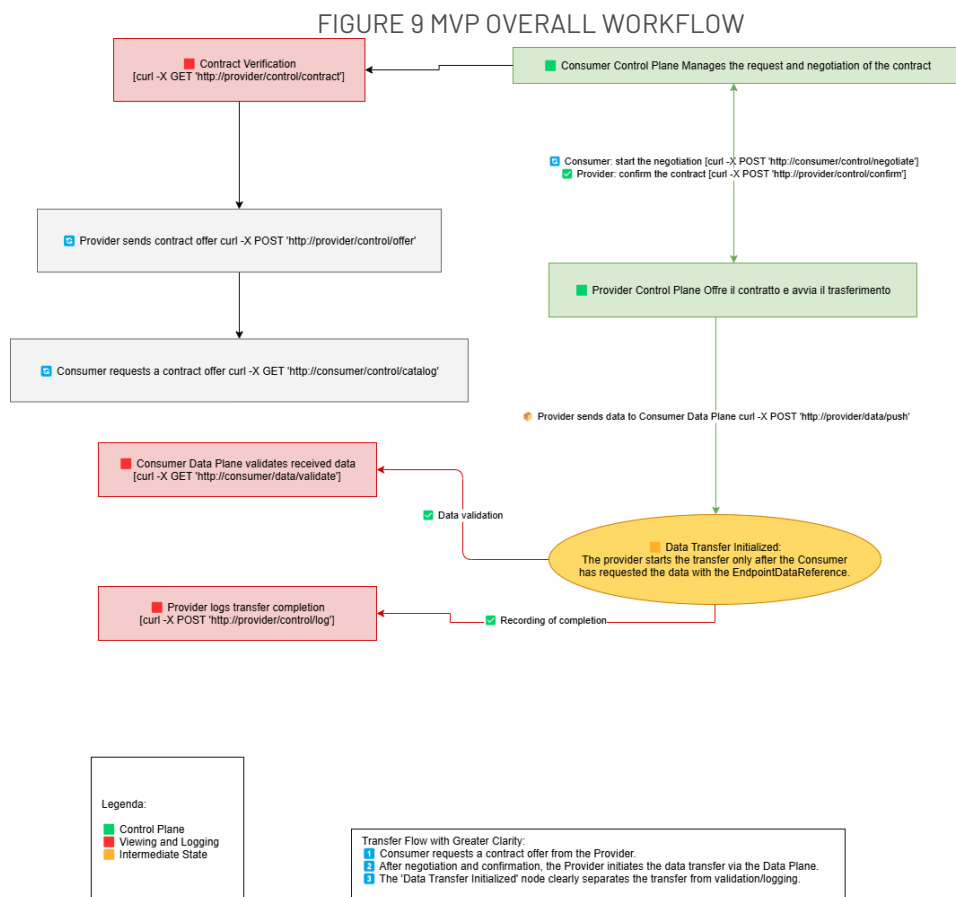 FIGURE 9 MVP OVERALL WORKFLOW
Contract Verification
[curl -X GET 'http://provider/control/contract']
Consumer Control Plane Manages the request and negotiation of the contract
Consumer: start the negotiation [curl -X POST 'http://consumer/control/negotiate']
Provider: confirm the contract [curl -X POST 'http://provider/control/confirm']
Provider sends contract offer curl -X POST 'http://provider/control/offer'
Provider Control Plane Offre il contratto e avvia il trasferimento
Consumer requests a contract offer curl -X GET 'http://consumer/control/catalog'
Provider sends data to Consumer Data Plane curl -X POST 'http://provider/data/push'
Consumer Data Plane validates received data
[curl -X GET 'http://consumer/data/validate']
Data validation
Data Transfer Initialized:
The provider starts the transfer only after the Consumer
has requested the data with the EndpointDataReference.
Provider logs transfer completion
[curl -X POST 'http://provider/control/log']
Recording of completion
Legenda:
Control Plane
Viewing and Logging
Intermediate State
Transfer Flow with Greater Clarity:
1 Consumer requests a contract offer from the Provider.
2 After negotiation and confirmation, the Provider initiates the data transfer via the Data Plane.
3 The 'Data Transfer Initialized' node clearly separates the transfer from validation/logging.